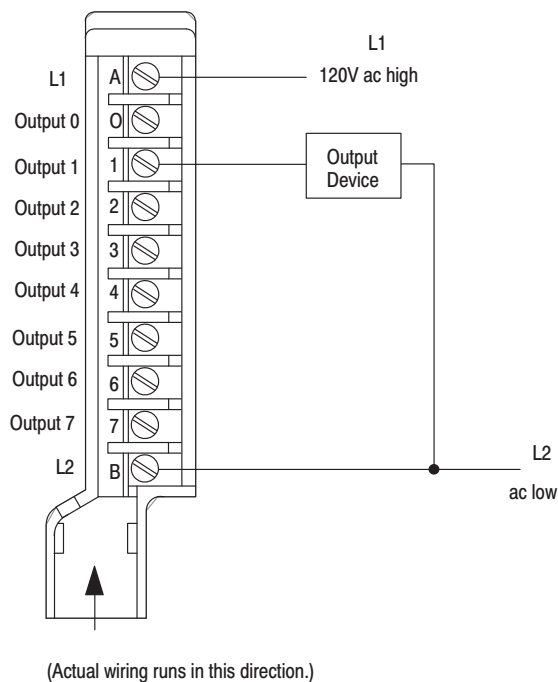 L1
L1 A 120V ac high
Output 0 O
Output 1 1 Output
Device
Output 2 2
Output 3 3
Output 4 4
Output 5 5
Output 6 6
Output 7 7
L2 B L2
ac low
(Actual wiring runs in this direction.)